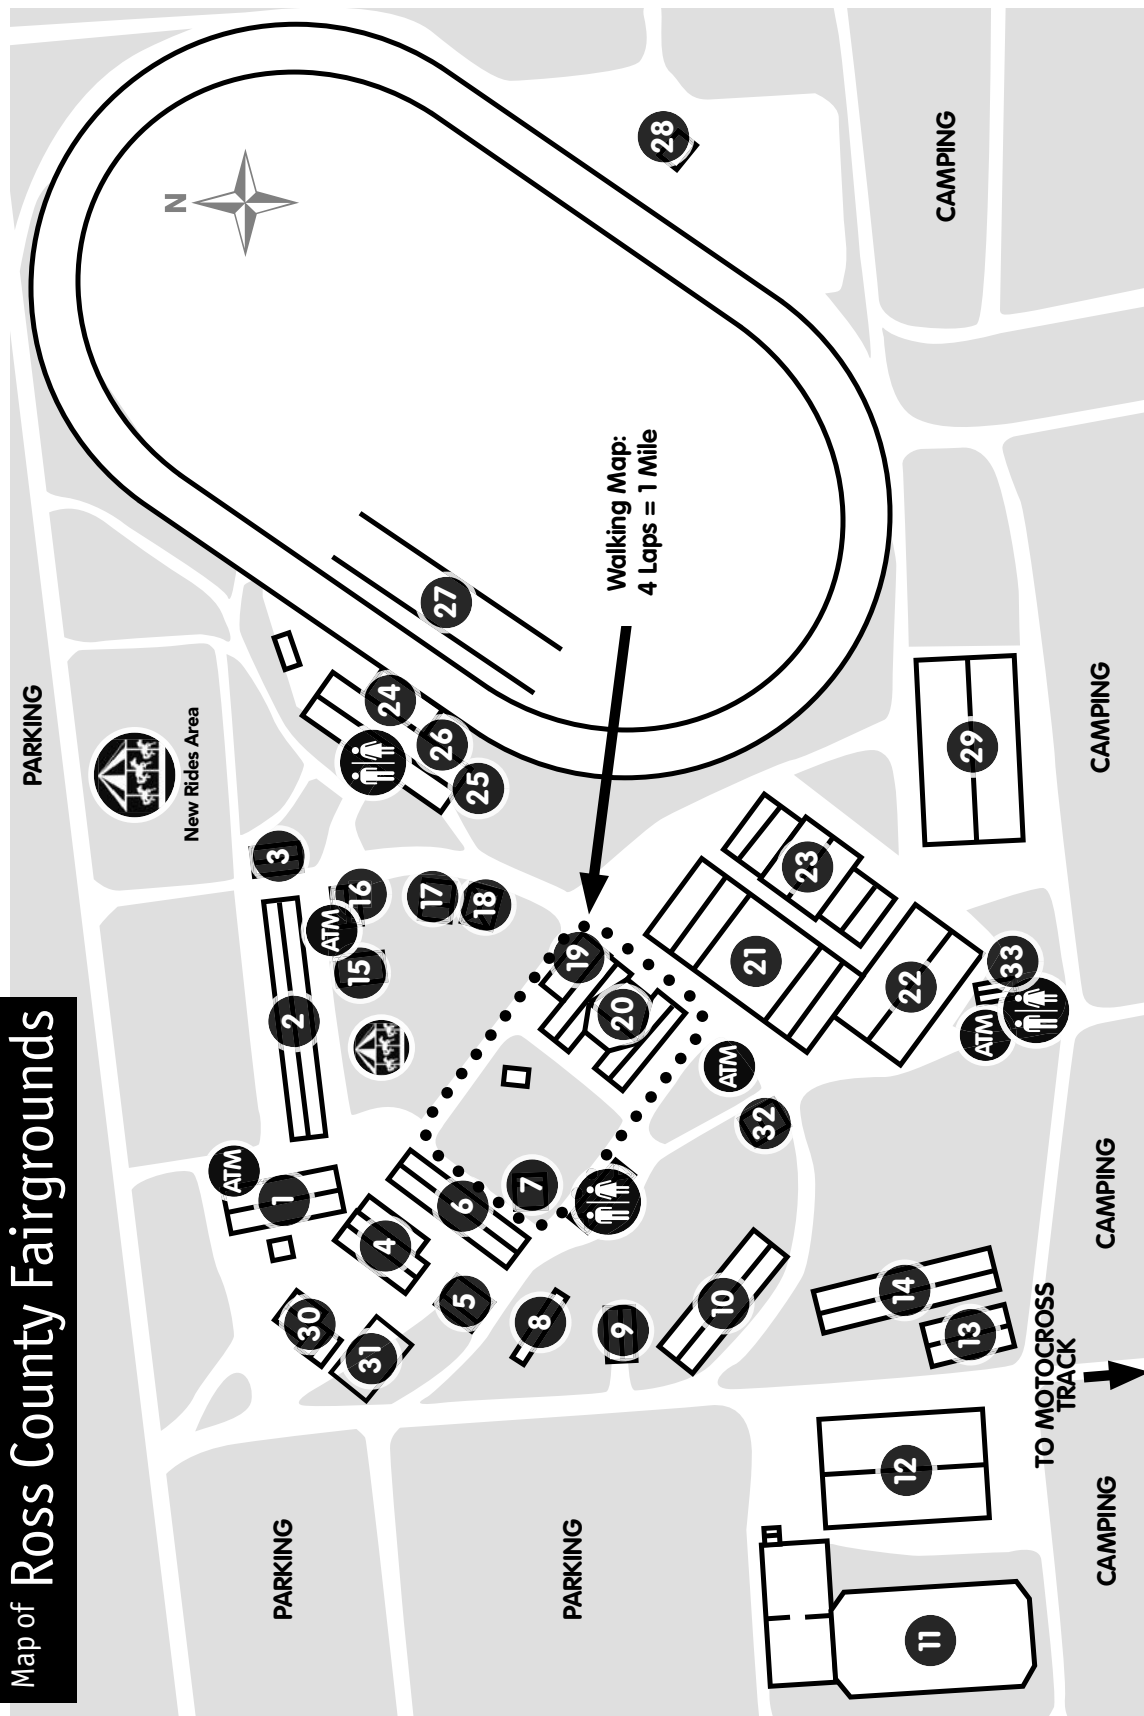 Map of Ross County Fairgrounds
PARKING
New Rides Area
N
CAMPING
28
27
Walking Map:
4 Laps = 1 Mile
24
26
25
3
16
ATM
15
17
18
2
ATM
1
19
20
21
23
22
29
CAMPING
33
ATM
ATM
32
30
31
4
6
7
5
8
9
10
14
13
CAMPING
TO MOTOCROSS
TRACK
12
11
PARKING
PARKING
CAMPING